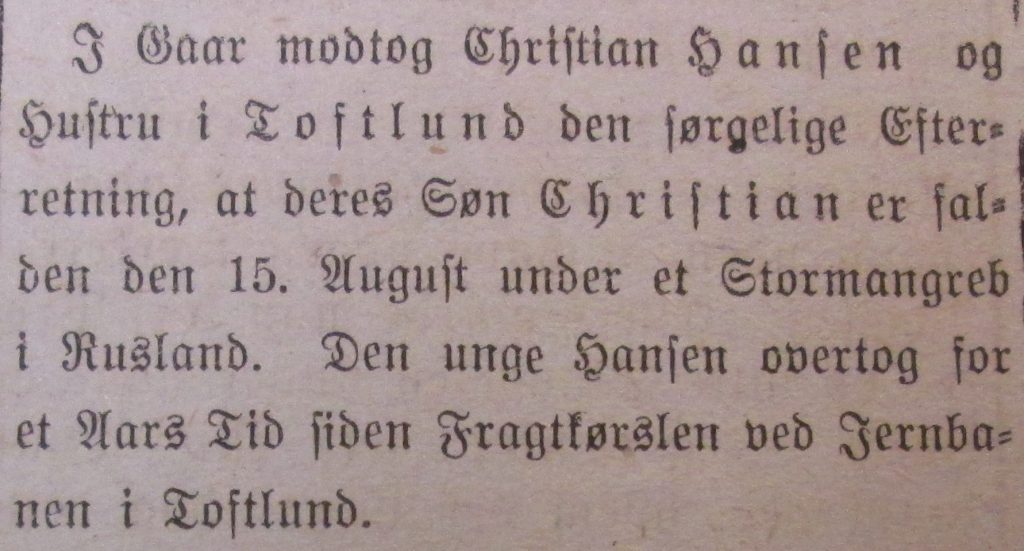 I Gaar modtog Christian Hansen og
Hustru i Toftlund den sørgelige Efter-
retning, at deres Søn Christian er fal-
den den 15. August under et Stormangreb
i Rusland. Den unge Hansen overtog for
et Aars Tid siden Fragtkørslen ved Jernba-
nen i Toftlund.